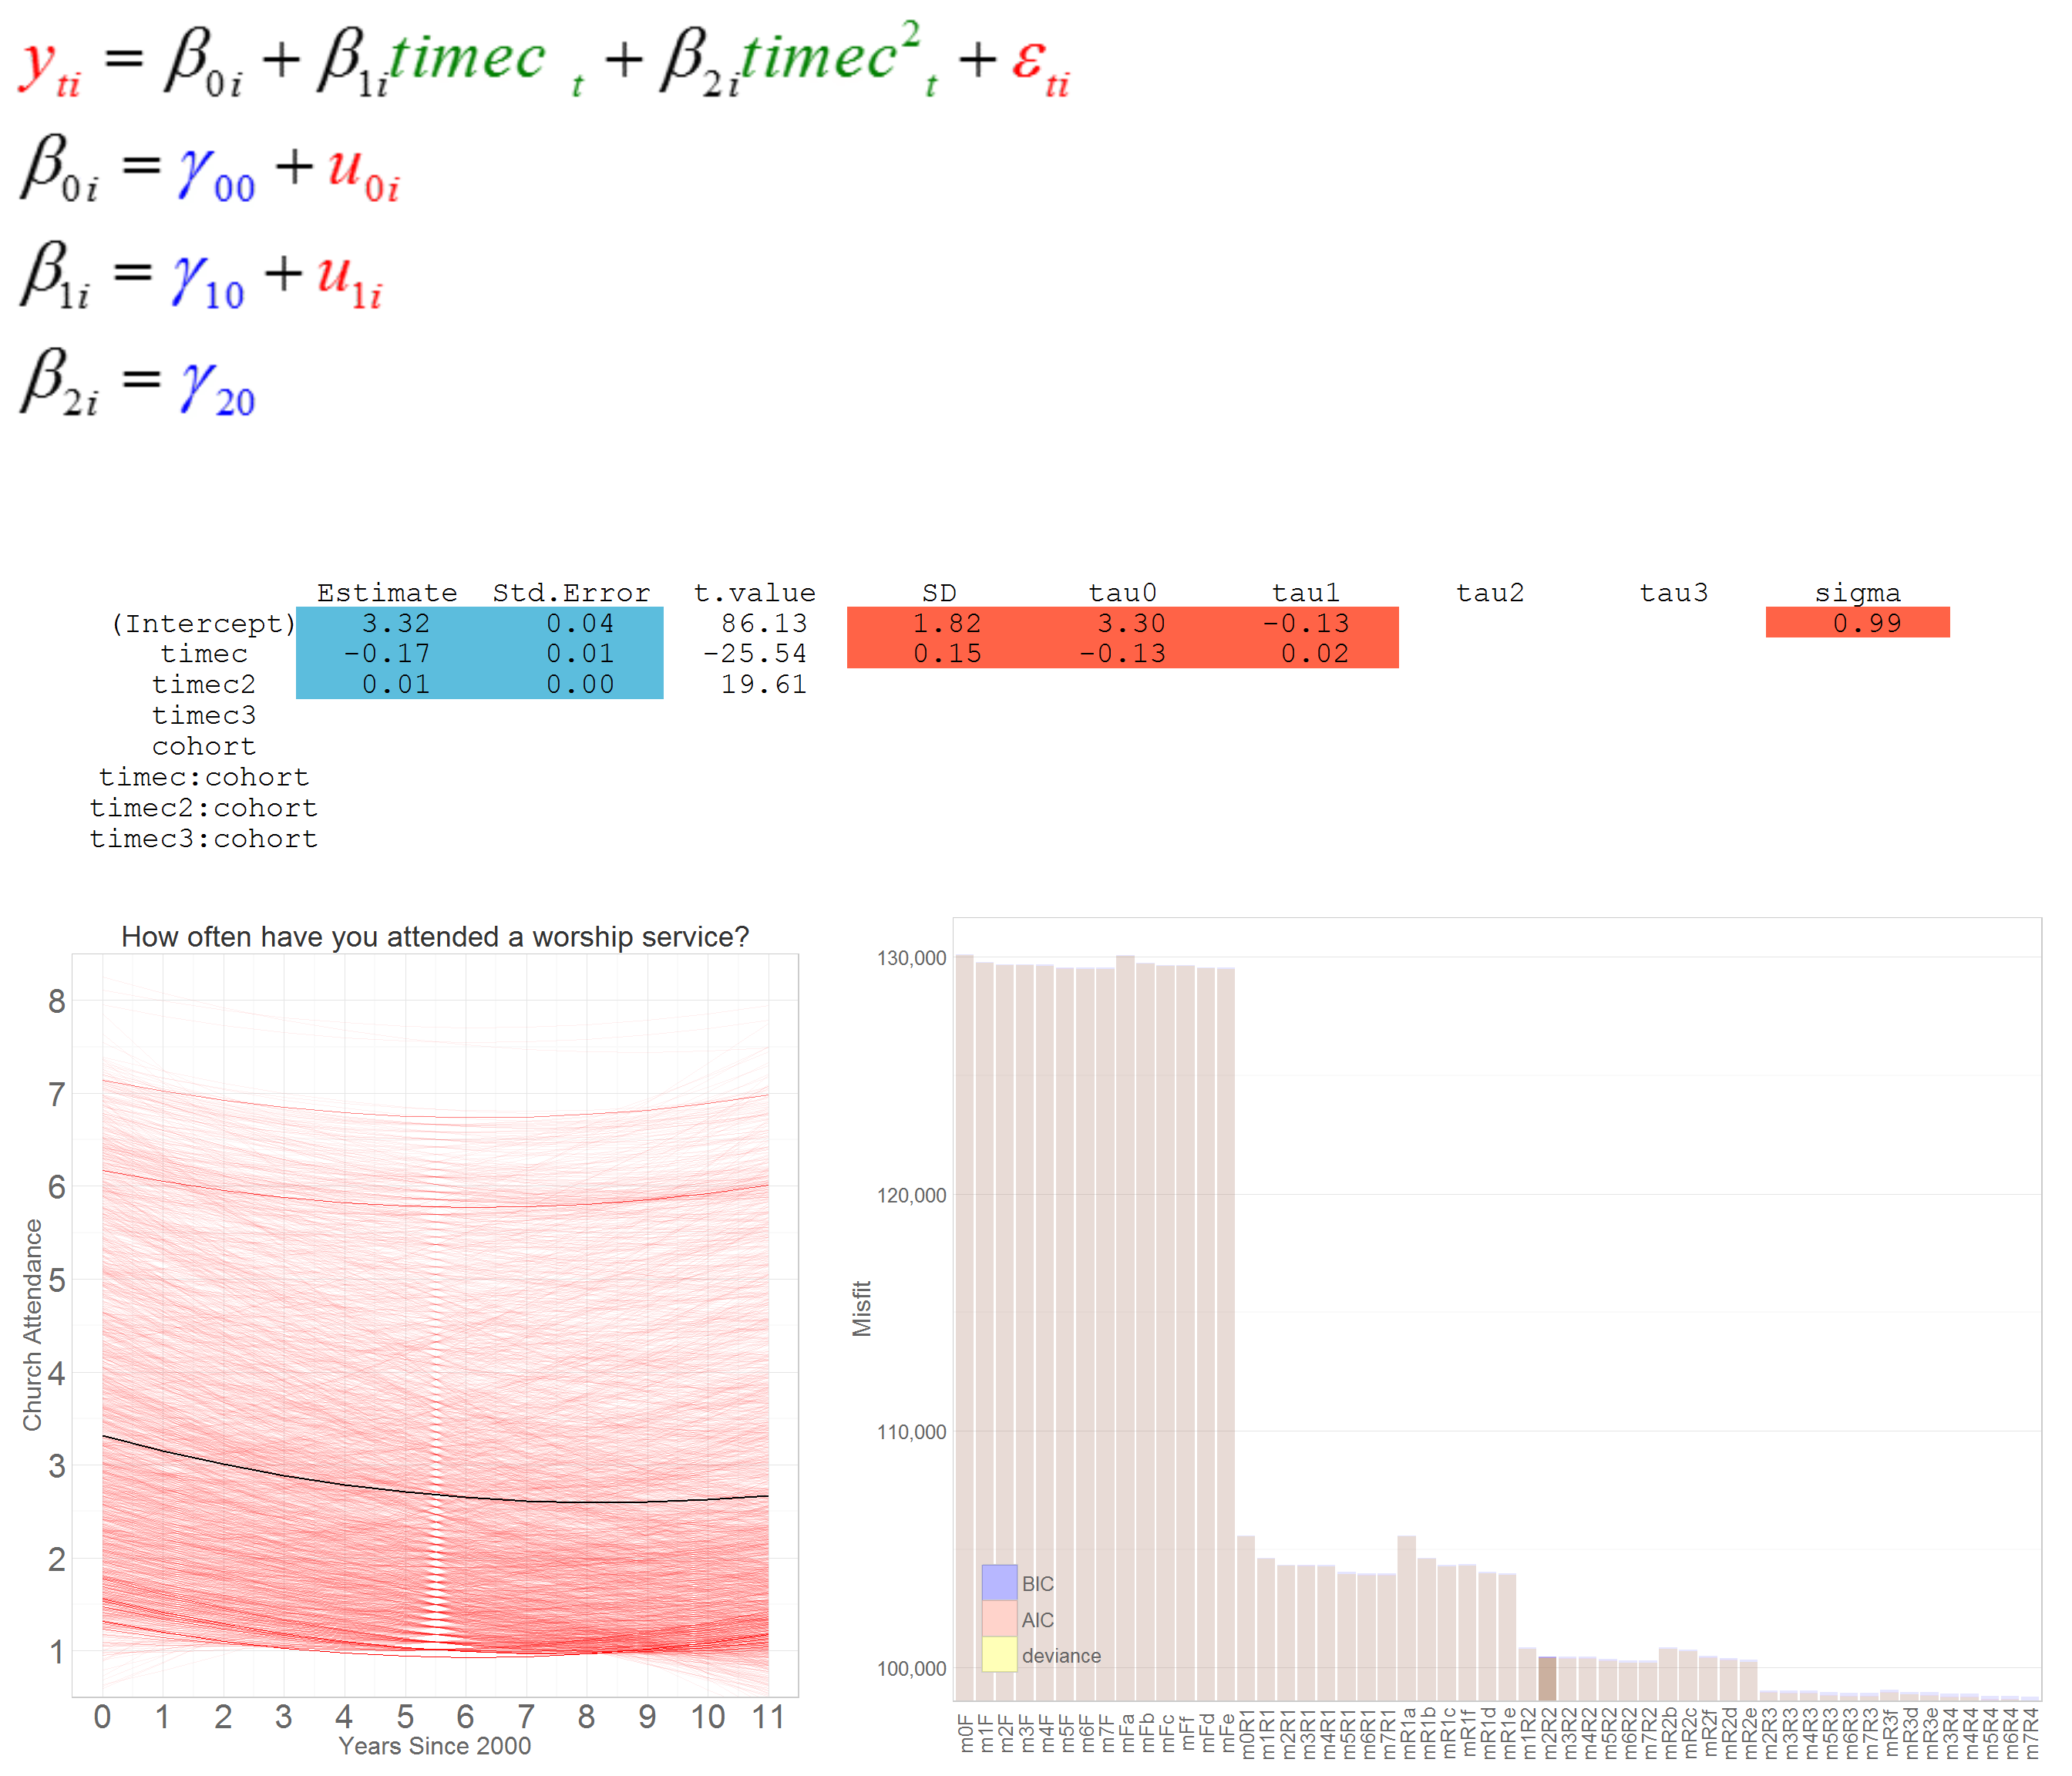 y_ti = β_0i + β_1i timec_t + β_2i timec²_t + ε_ti
β_0i = γ_00 + u_0i
β_1i = γ_10 + u_1i
β_2i = γ_20
Estimate Std.Error t.value SD tau0 tau1 tau2 tau3 sigma
(Intercept) 3.32 0.04 86.13 1.82 3.30 -0.13 0.99
timec -0.17 0.01 -25.54 0.15 -0.13 0.02
timec2 0.01 0.00 19.61
timec3
cohort
timec:cohort
timec2:cohort
timec3:cohort
How often have you attended a worship service?
Church Attendance
8
7
6
5
4
3
2
1
0 1 2 3 4 5 6 7 8 9 10 11
Years Since 2000
Misfit
130,000
120,000
110,000
100,000
BIC
AIC
deviance
m0F m1F m2F m3F m4F m5F m6F m7F mFa mFb mFc mFf mFd mFe m0R1 m1R1 m2R1 m3R1 m4R1 m5R1 m6R1 m7R1 mR1a mR1b mR1c mR1f mR1d mR1e m1R2 m2R2 m3R2 m4R2 m5R2 m6R2 m7R2 mR2b mR2c mR2f mR2d mR2e m2R3 m3R3 m4R3 m5R3 m6R3 m7R3 mR3f mR3d mR3e m3R4 m4R4 m5R4 m6R4 m7R4